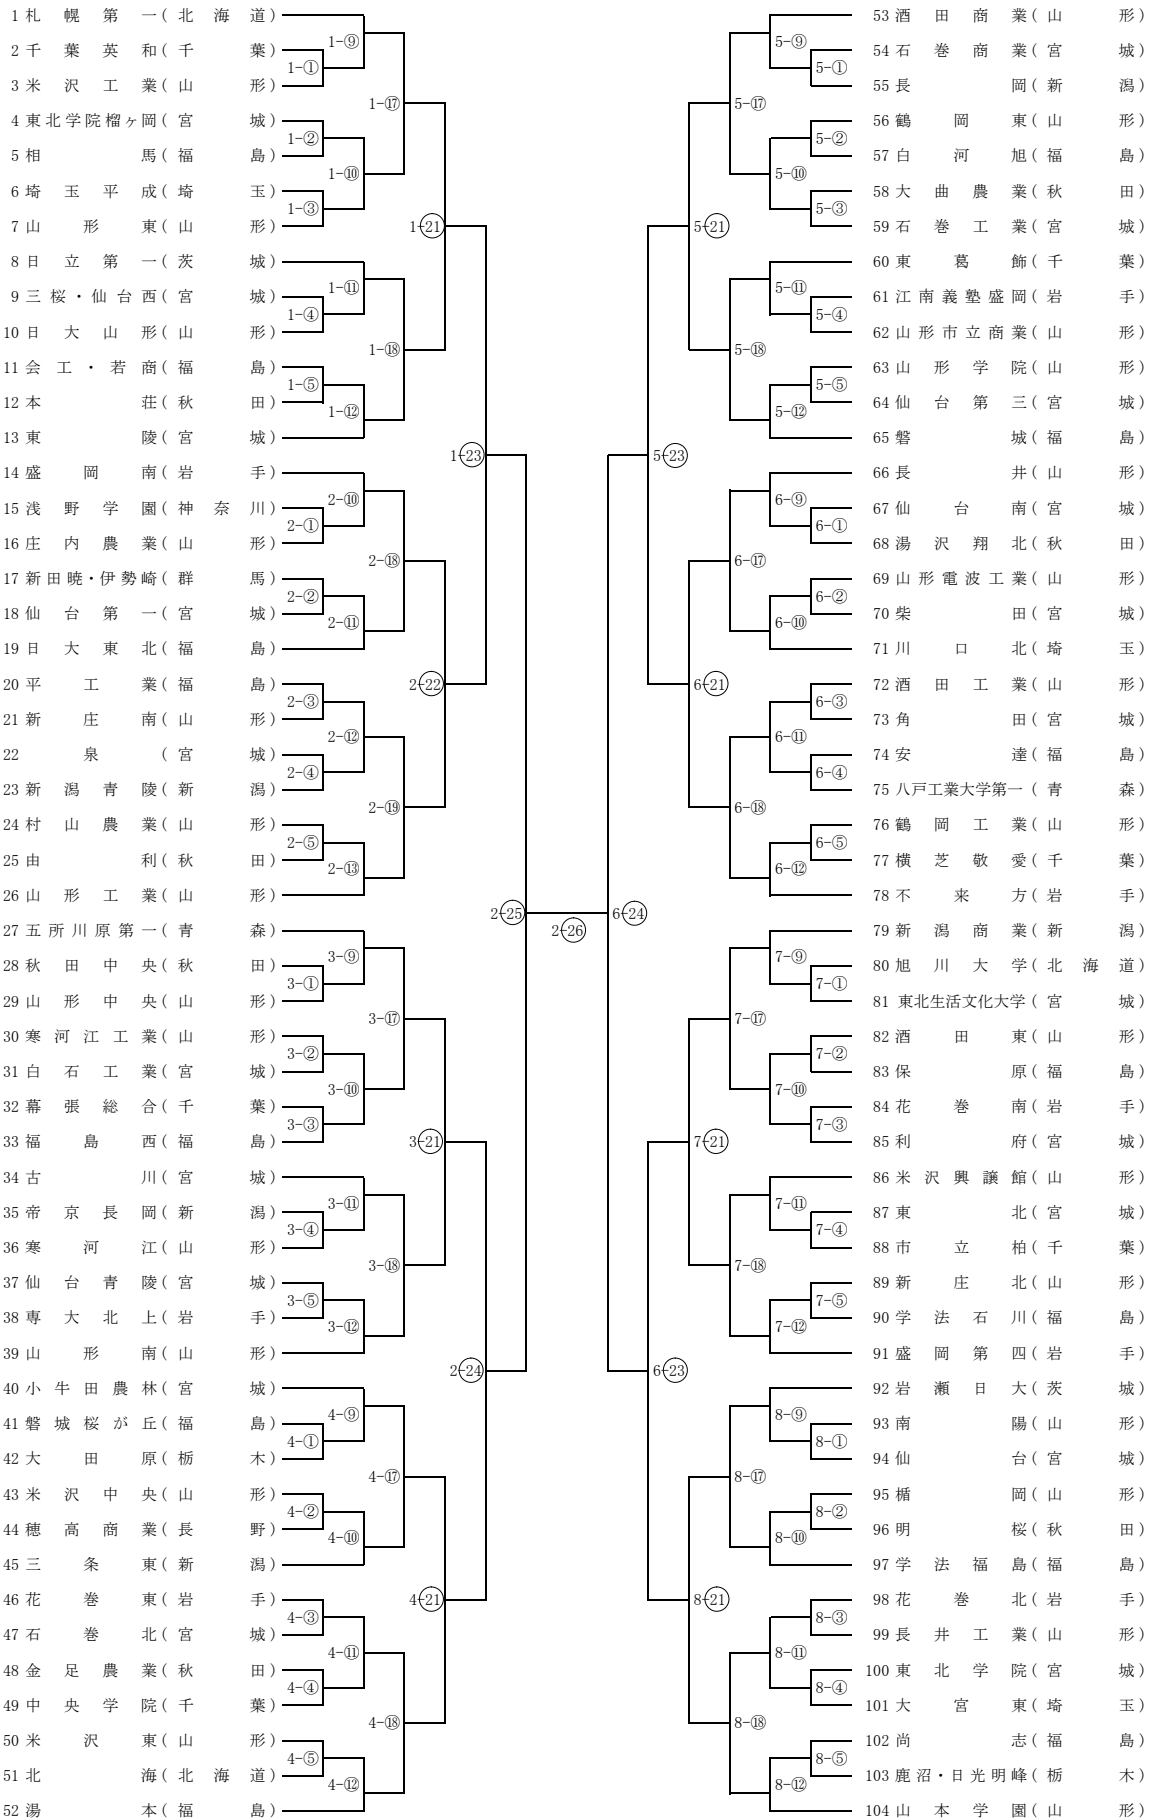 1 札幌第一(北海道)
2 千葉英和(千葉)
3 米沢工業(山形)
4 東北学院榴ヶ岡(宮城)
5 相馬(福島)
6 埼玉平成(埼玉)
7 山形東(山形)
8 日立第一(茨城)
9 三桜・仙台西(宮城)
10 日大山形(山形)
11 会工・若商(福島)
12 本荘(秋田)
13 東陵(宮城)
14 盛岡南(岩手)
15 浅野学園(神奈川)
16 庄内農業(山形)
17 新田暁・伊勢崎(群馬)
18 仙台第一(宮城)
19 日大東北(福島)
20 平工業(福島)
21 新庄南(山形)
22 泉(宮城)
23 新潟青陵(新潟)
24 村山農業(山形)
25 由利(秋田)
26 山形工業(山形)
27 五所川原第一(青森)
28 秋田中央(秋田)
29 山形中央(山形)
30 寒河江工業(山形)
31 白石工業(宮城)
32 幕張総合(千葉)
33 福島西(福島)
34 古川(宮城)
35 帝京長岡(新潟)
36 寒河江(山形)
37 仙台青陵(宮城)
38 専大北上(岩手)
39 山形南(山形)
40 小牛田農林(宮城)
41 磐城桜が丘(福島)
42 大田原(栃木)
43 米沢中央(山形)
44 穂高商業(長野)
45 三条東(新潟)
46 花巻東(岩手)
47 石巻北(宮城)
48 金足農業(秋田)
49 中央学院(千葉)
50 米沢東(山形)
51 北海(北海道)
52 湯本(福島)
1-⑨
1-①
1-⑰
1-②
1-⑩
1-③
1-21
1-⑪
1-④
1-⑱
1-⑤
1-⑫
1-23
2-⑩
2-①
2-⑱
2-②
2-⑪
2-22
2-③
2-⑫
2-④
2-⑲
2-⑤
2-⑬
2-25
3-⑨
3-①
3-⑰
3-②
3-⑩
3-③
3-21
3-⑪
3-④
3-⑱
3-⑤
3-⑫
2-24
4-⑨
4-①
4-⑰
4-②
4-⑩
4-21
4-③
4-⑪
4-④
4-⑱
4-⑤
4-⑫
2-26
5-⑨
5-①
5-⑰
5-②
5-⑩
5-③
5-21
5-⑪
5-④
5-⑱
5-⑤
5-⑫
5-23
6-⑨
6-①
6-⑰
6-②
6-⑩
6-21
6-③
6-⑪
6-④
6-⑱
6-⑤
6-⑫
6-24
7-⑨
7-①
7-⑰
7-②
7-⑩
7-③
7-21
7-⑪
7-④
7-⑱
7-⑤
7-⑫
6-23
8-⑨
8-①
8-⑰
8-②
8-⑩
8-21
8-③
8-⑪
8-④
8-⑱
8-⑤
8-⑫
53 酒田商業(山形)
54 石巻商業(宮城)
55 長岡(新潟)
56 鶴岡東(山形)
57 白河旭(福島)
58 大曲農業(秋田)
59 石巻工業(宮城)
60 東葛飾(千葉)
61 江南義塾盛岡(岩手)
62 山形市立商業(山形)
63 山形学院(山形)
64 仙台第三(宮城)
65 磐城(福島)
66 長井(山形)
67 仙台南(宮城)
68 湯沢翔北(秋田)
69 山形電波工業(山形)
70 柴田(宮城)
71 川口北(埼玉)
72 酒田工業(山形)
73 角田(宮城)
74 安達(福島)
75 八戸工業大学第一(青森)
76 鶴岡工業(山形)
77 横芝敬愛(千葉)
78 不来方(岩手)
79 新潟商業(新潟)
80 旭川大学(北海道)
81 東北生活文化大学(宮城)
82 酒田東(山形)
83 保原(福島)
84 花巻南(岩手)
85 利府(宮城)
86 米沢興譲館(山形)
87 東北(宮城)
88 市立柏(千葉)
89 新庄北(山形)
90 学法石川(福島)
91 盛岡第四(岩手)
92 岩瀬日大(茨城)
93 南陽(山形)
94 仙台(宮城)
95 楯岡(山形)
96 明桜(秋田)
97 学法福島(福島)
98 花巻北(岩手)
99 長井工業(山形)
100 東北学院(宮城)
101 大宮東(埼玉)
102 尚志(福島)
103 鹿沼・日光明峰(栃木)
104 山本学園(山形)